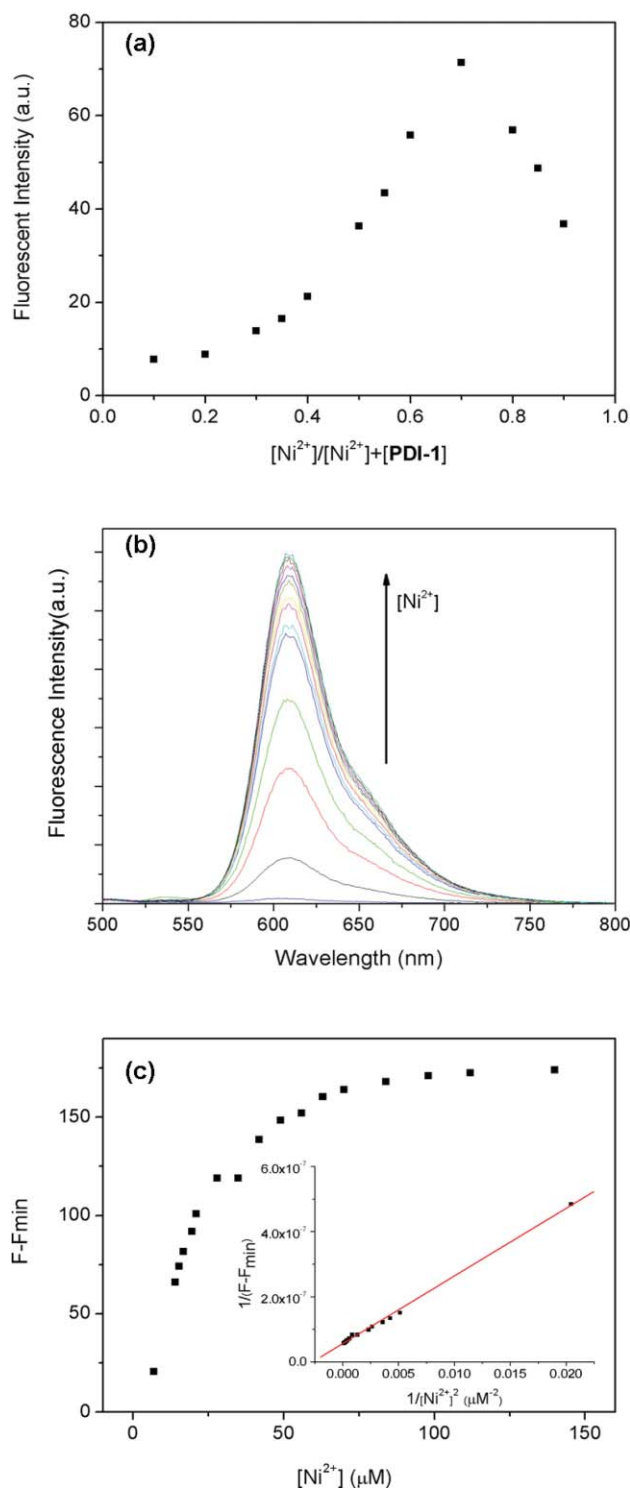 (a)
Fluorescent Intensity (a.u.)
80
60
40
20
0
0.0 0.2 0.4 0.6 0.8 1.0
[Ni²⁺]/[Ni²⁺]+[PDI-1]
(b)
Fluorescence Intensity(a.u.)
[Ni²⁺]
500 550 600 650 700 750 800
Wavelength (nm)
(c)
F-Fmin
150
100
50
0
0 50 100 150
[Ni²⁺] (μM)
1/(F-Fmin)
6.0x10⁻⁷
4.0x10⁻⁷
2.0x10⁻⁷
0.0
0.000 0.005 0.010 0.015 0.020
1/[Ni²⁺]² (μM⁻²)